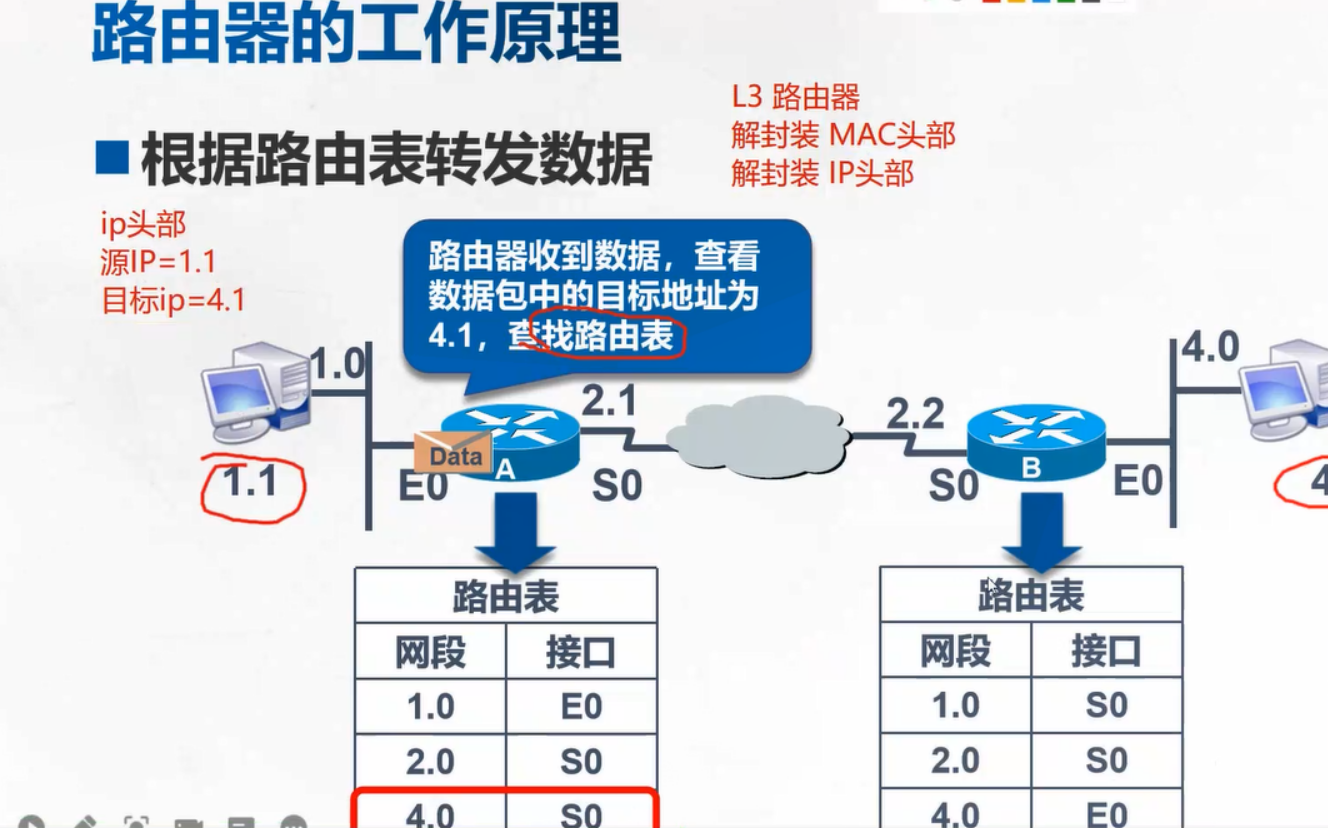 路由器的工作原理
L3 路由器
解封装 MAC头部
解封装 IP头部
根据路由表转发数据
ip头部
源IP=1.1
目标ip=4.1
路由器收到数据，查看
数据包中的目标地址为
4.1，查找路由表
1.0
2.1
2.2
4.0
Data
A
B
1.1
E0
S0
S0
E0
4
路由表
网段 接口
1.0 E0
2.0 S0
4.0 S0
路由表
网段 接口
1.0 S0
2.0 S0
4.0 E0